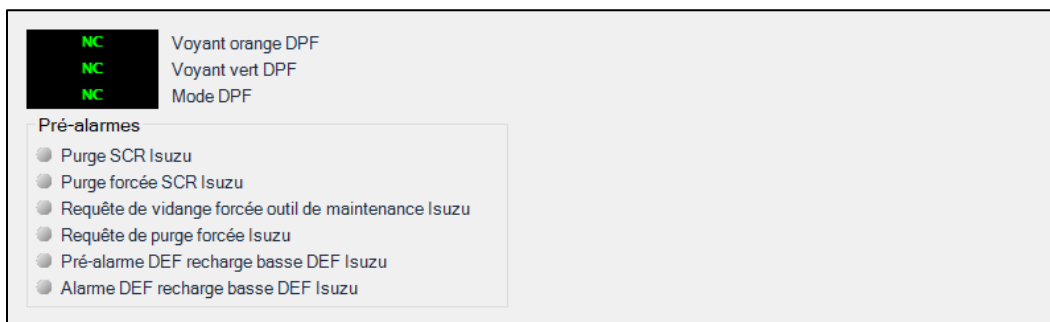 NC Voyant orange DPF
NC Voyant vert DPF
NC Mode DPF
Pré-alarmes
Purge SCR Isuzu
Purge forcée SCR Isuzu
Requête de vidange forcée outil de maintenance Isuzu
Requête de purge forcée Isuzu
Pré-alarme DEF recharge basse DEF Isuzu
Alarme DEF recharge basse DEF Isuzu